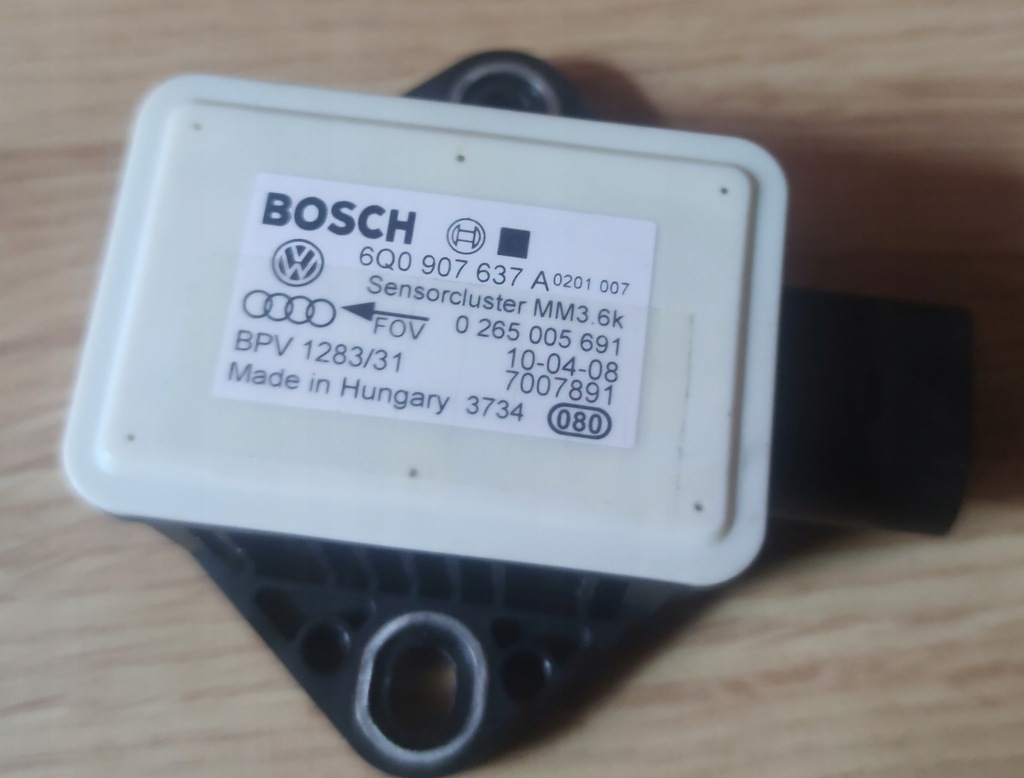 BOSCH
6Q0 907 637 A 0201 007
Sensorcluster MM3.6k
FOV 0 265 005 691
BPV 1283/31 10-04-08
7007891
Made in Hungary 3734 080